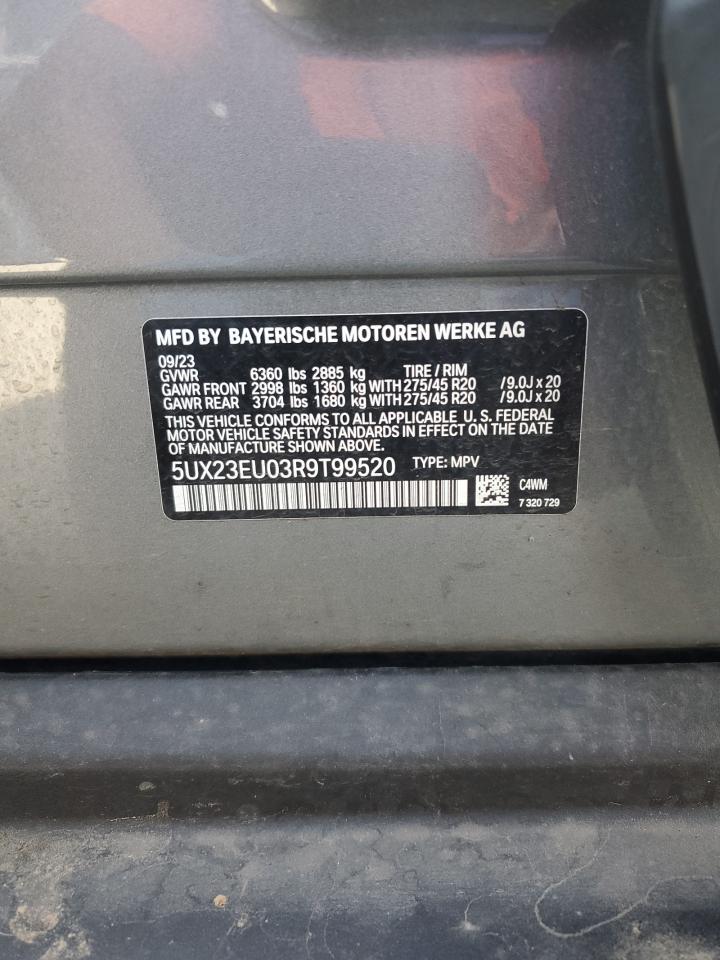 MFD BY BAYERISCHE MOTOREN WERKE AG
09/23
GVWR 6360 lbs 2885 kg TIRE / RIM
GAWR FRONT 2998 lbs 1360 kg WITH 275/45 R20 /9.0J x 20
GAWR REAR 3704 lbs 1680 kg WITH 275/45 R20 /9.0J x 20
THIS VEHICLE CONFORMS TO ALL APPLICABLE U. S. FEDERAL
MOTOR VEHICLE SAFETY STANDARDS IN EFFECT ON THE DATE
OF MANUFACTURE SHOWN ABOVE.
5UX23EU03R9T99520 TYPE: MPV
C4WM
7 320 729